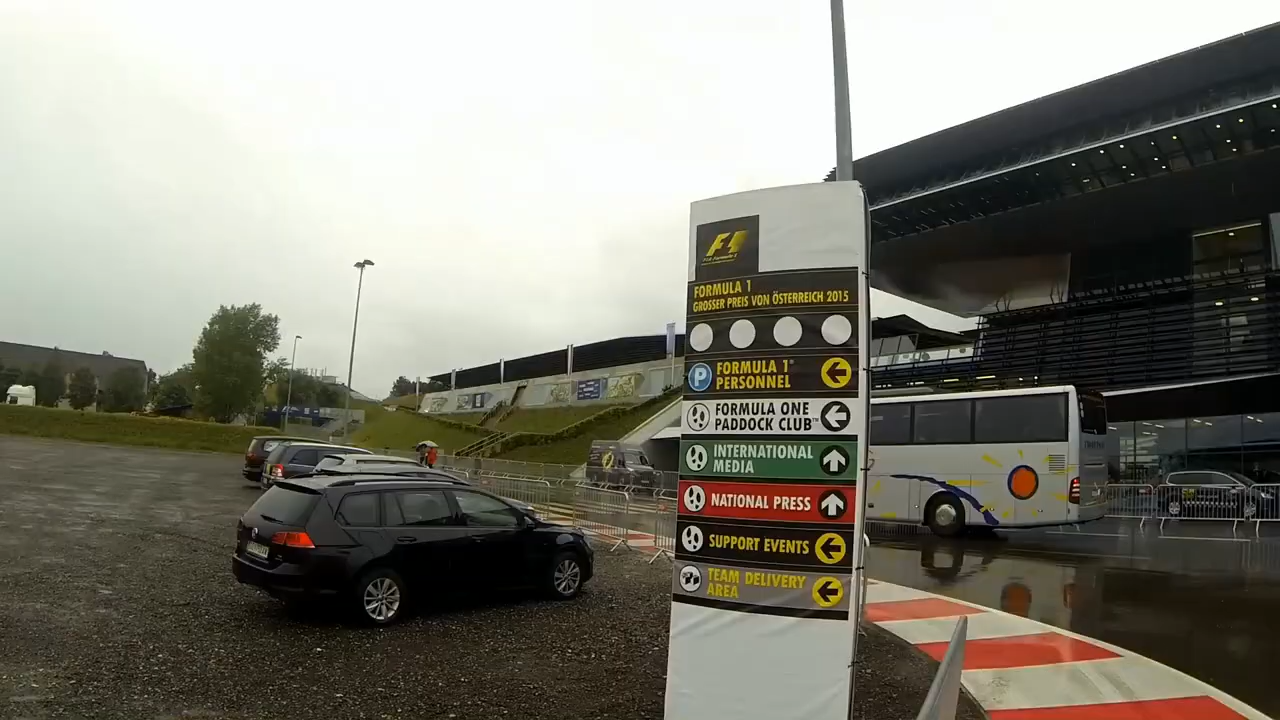 F1
FORMULA 1
GROSSER PREIS VON ÖSTERREICH 2015
P
FORMULA 1®
PERSONNEL
FORMULA ONE
PADDOCK CLUB™
INTERNATIONAL
MEDIA
NATIONAL PRESS
SUPPORT EVENTS
TEAM DELIVERY
AREA